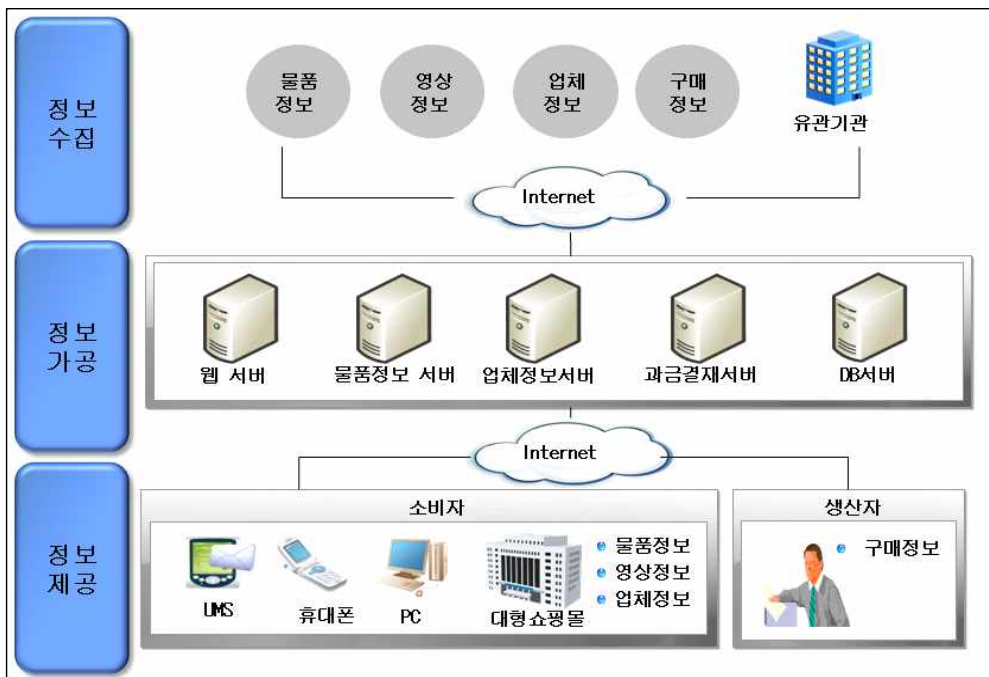 정보
수집
물품
정보
영상
정보
업체
정보
구매
정보
유관기관
Internet
정보
가공
웹 서버
물품정보 서버
업체정보서버
과금결재서버
DB서버
Internet
정보
제공
소비자
UMS
휴대폰
PC
대형쇼핑몰
물품정보
영상정보
업체정보
생산자
구매정보